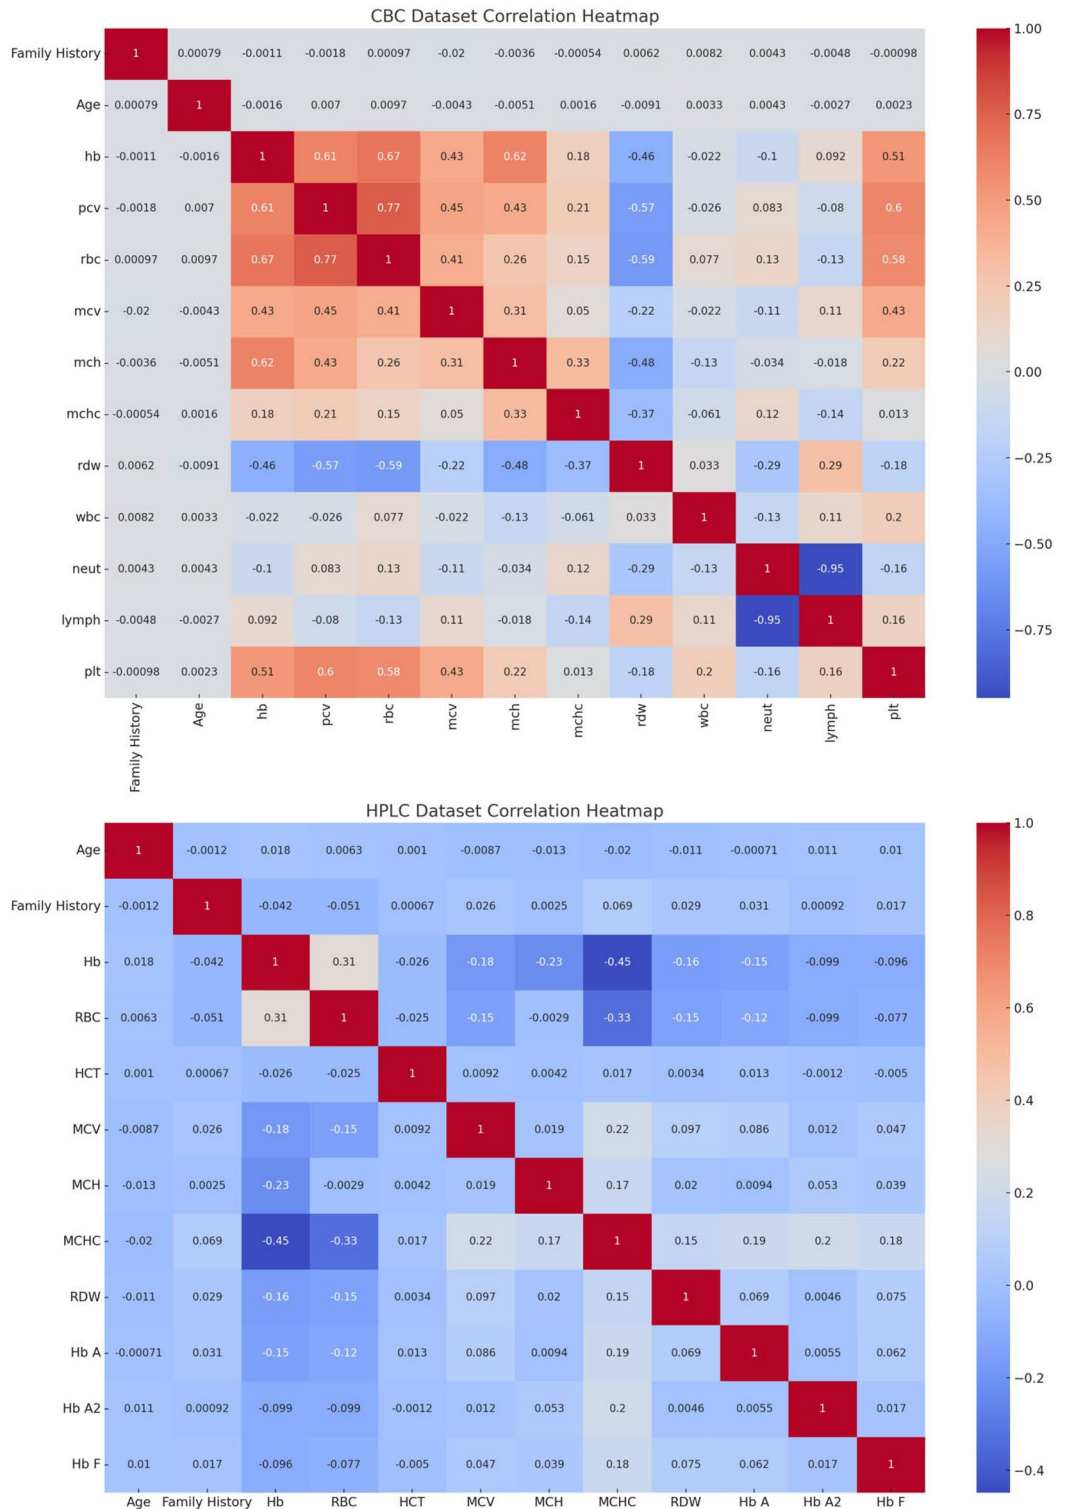 CBC Dataset Correlation Heatmap
Family History 1 0.00079 -0.0011 -0.0018 0.00097 -0.02 -0.0036 -0.00054 0.0062 0.0082 0.0043 -0.0048 -0.00098
Age 0.00079 1 -0.0016 0.007 0.0097 -0.0043 -0.0051 0.0016 -0.0091 0.0033 0.0043 -0.0027 0.0023
hb -0.0011 -0.0016 1 0.61 0.67 0.43 0.62 0.18 -0.46 -0.022 -0.1 0.092 0.51
pcv -0.0018 0.007 0.61 1 0.77 0.45 0.43 0.21 -0.57 -0.026 0.083 -0.08 0.6
rbc 0.00097 0.0097 0.67 0.77 1 0.41 0.26 0.15 -0.59 0.077 0.13 -0.13 0.58
mcv -0.02 -0.0043 0.43 0.45 0.41 1 0.31 0.05 -0.22 -0.022 -0.11 0.11 0.43
mch -0.0036 -0.0051 0.62 0.43 0.26 0.31 1 0.33 -0.48 -0.13 -0.034 -0.018 0.22
mchc -0.00054 0.0016 0.18 0.21 0.15 0.05 0.33 1 -0.37 -0.061 0.12 -0.14 0.013
rdw 0.0062 -0.0091 -0.46 -0.57 -0.59 -0.22 -0.48 -0.37 1 0.033 -0.29 0.29 -0.18
wbc 0.0082 0.0033 -0.022 -0.026 0.077 -0.022 -0.13 -0.061 0.033 1 -0.13 0.11 0.2
neut 0.0043 0.0043 -0.1 0.083 0.13 -0.11 -0.034 0.12 -0.29 -0.13 1 -0.95 -0.16
lymph -0.0048 -0.0027 0.092 -0.08 -0.13 0.11 -0.018 -0.14 0.29 0.11 -0.95 1 0.16
plt -0.00098 0.0023 0.51 0.6 0.58 0.43 0.22 0.013 -0.18 0.2 -0.16 0.16 1
Family History Age hb pcv rbc mcv mch mchc rdw wbc neut lymph plt
1.00
0.75
0.50
0.25
0.00
−0.25
−0.50
−0.75
HPLC Dataset Correlation Heatmap
Age 1 -0.0012 0.018 0.0063 0.001 -0.0087 -0.013 -0.02 -0.011 -0.00071 0.011 0.01
Family History -0.0012 1 -0.042 -0.051 0.00067 0.026 0.0025 0.069 0.029 0.031 0.00092 0.017
Hb 0.018 -0.042 1 0.31 -0.026 -0.18 -0.23 -0.45 -0.16 -0.15 -0.099 -0.096
RBC 0.0063 -0.051 0.31 1 -0.025 -0.15 -0.0029 -0.33 -0.15 -0.12 -0.099 -0.077
HCT 0.001 0.00067 -0.026 -0.025 1 0.0092 0.0042 0.017 0.0034 0.013 -0.0012 -0.005
MCV -0.0087 0.026 -0.18 -0.15 0.0092 1 0.019 0.22 0.097 0.086 0.012 0.047
MCH -0.013 0.0025 -0.23 -0.0029 0.0042 0.019 1 0.17 0.02 0.0094 0.053 0.039
MCHC -0.02 0.069 -0.45 -0.33 0.017 0.22 0.17 1 0.15 0.19 0.2 0.18
RDW -0.011 0.029 -0.16 -0.15 0.0034 0.097 0.02 0.15 1 0.069 0.0046 0.075
Hb A -0.00071 0.031 -0.15 -0.12 0.013 0.086 0.0094 0.19 0.069 1 0.0055 0.062
Hb A2 0.011 0.00092 -0.099 -0.099 -0.0012 0.012 0.053 0.2 0.0046 0.0055 1 0.017
Hb F 0.01 0.017 -0.096 -0.077 -0.005 0.047 0.039 0.18 0.075 0.062 0.017 1
Age Family History Hb RBC HCT MCV MCH MCHC RDW Hb A Hb A2 Hb F
1.0
0.8
0.6
0.4
0.2
0.0
−0.2
−0.4